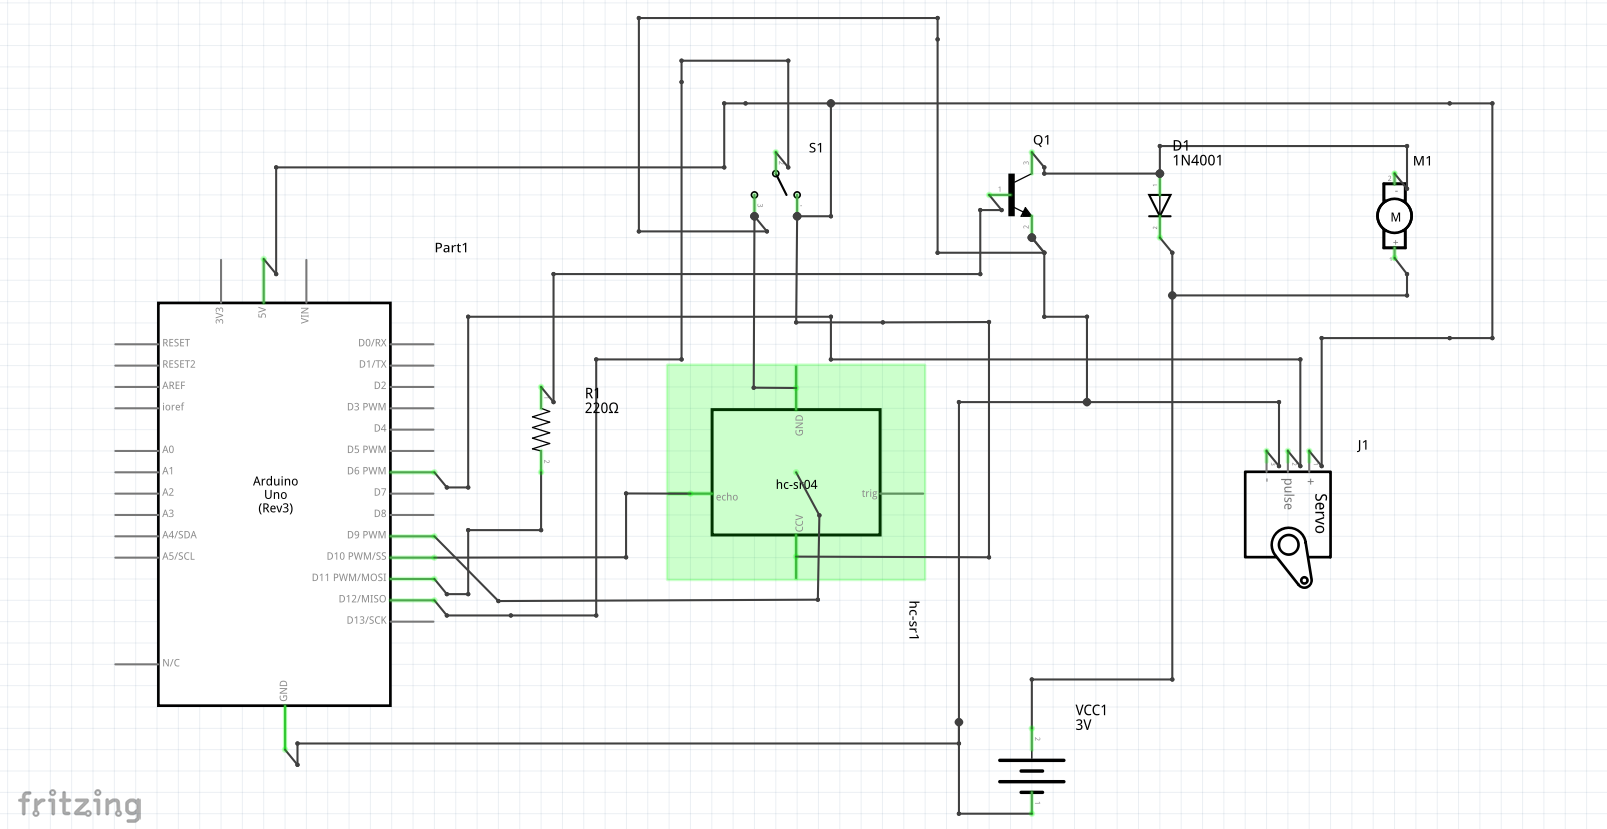 S1
Q1
D1
1N4001
M1
M
-
+
Part1
3V3
5V
VIN
RESET
RESET2
AREF
ioref
A0
A1
A2
A3
A4/SDA
A5/SCL
N/C
D0/RX
D1/TX
D2
D3 PWM
D4
D5 PWM
D6 PWM
D7
D8
D9 PWM
D10 PWM/SS
D11 PWM/MOSI
D12/MISO
D13/SCK
Arduino
Uno
(Rev3)
GND
R1
220Ω
GND
echo
hc-sr04
trig
CCV
hc-sr1
J1
-
pulse
+
Servo
VCC1
3V
fritzing